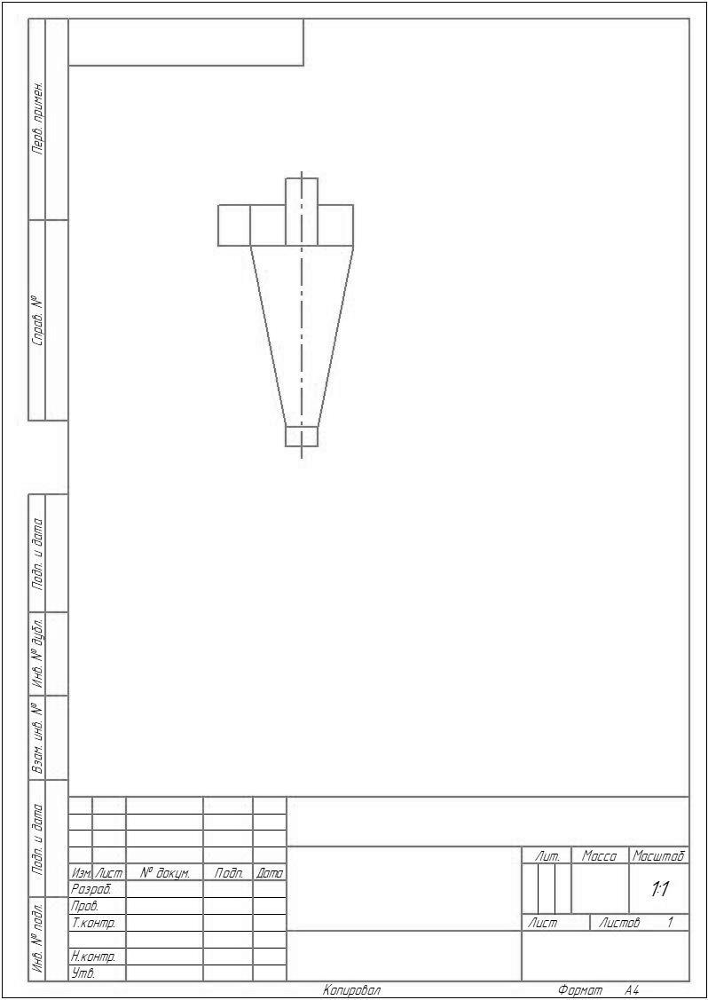 Перв. примен.
Справ. №
Подп. и дата
Инв. № дубл.
Взам. инв. №
Подп. и дата
Инв. № подл.
Лит. Масса Масштаб
Изм. Лист № докум. Подп. Дата
Разраб. 1:1
Пров.
Т.контр. Лист Листов 1
Н.контр.
Утв.
Копировал Формат А4